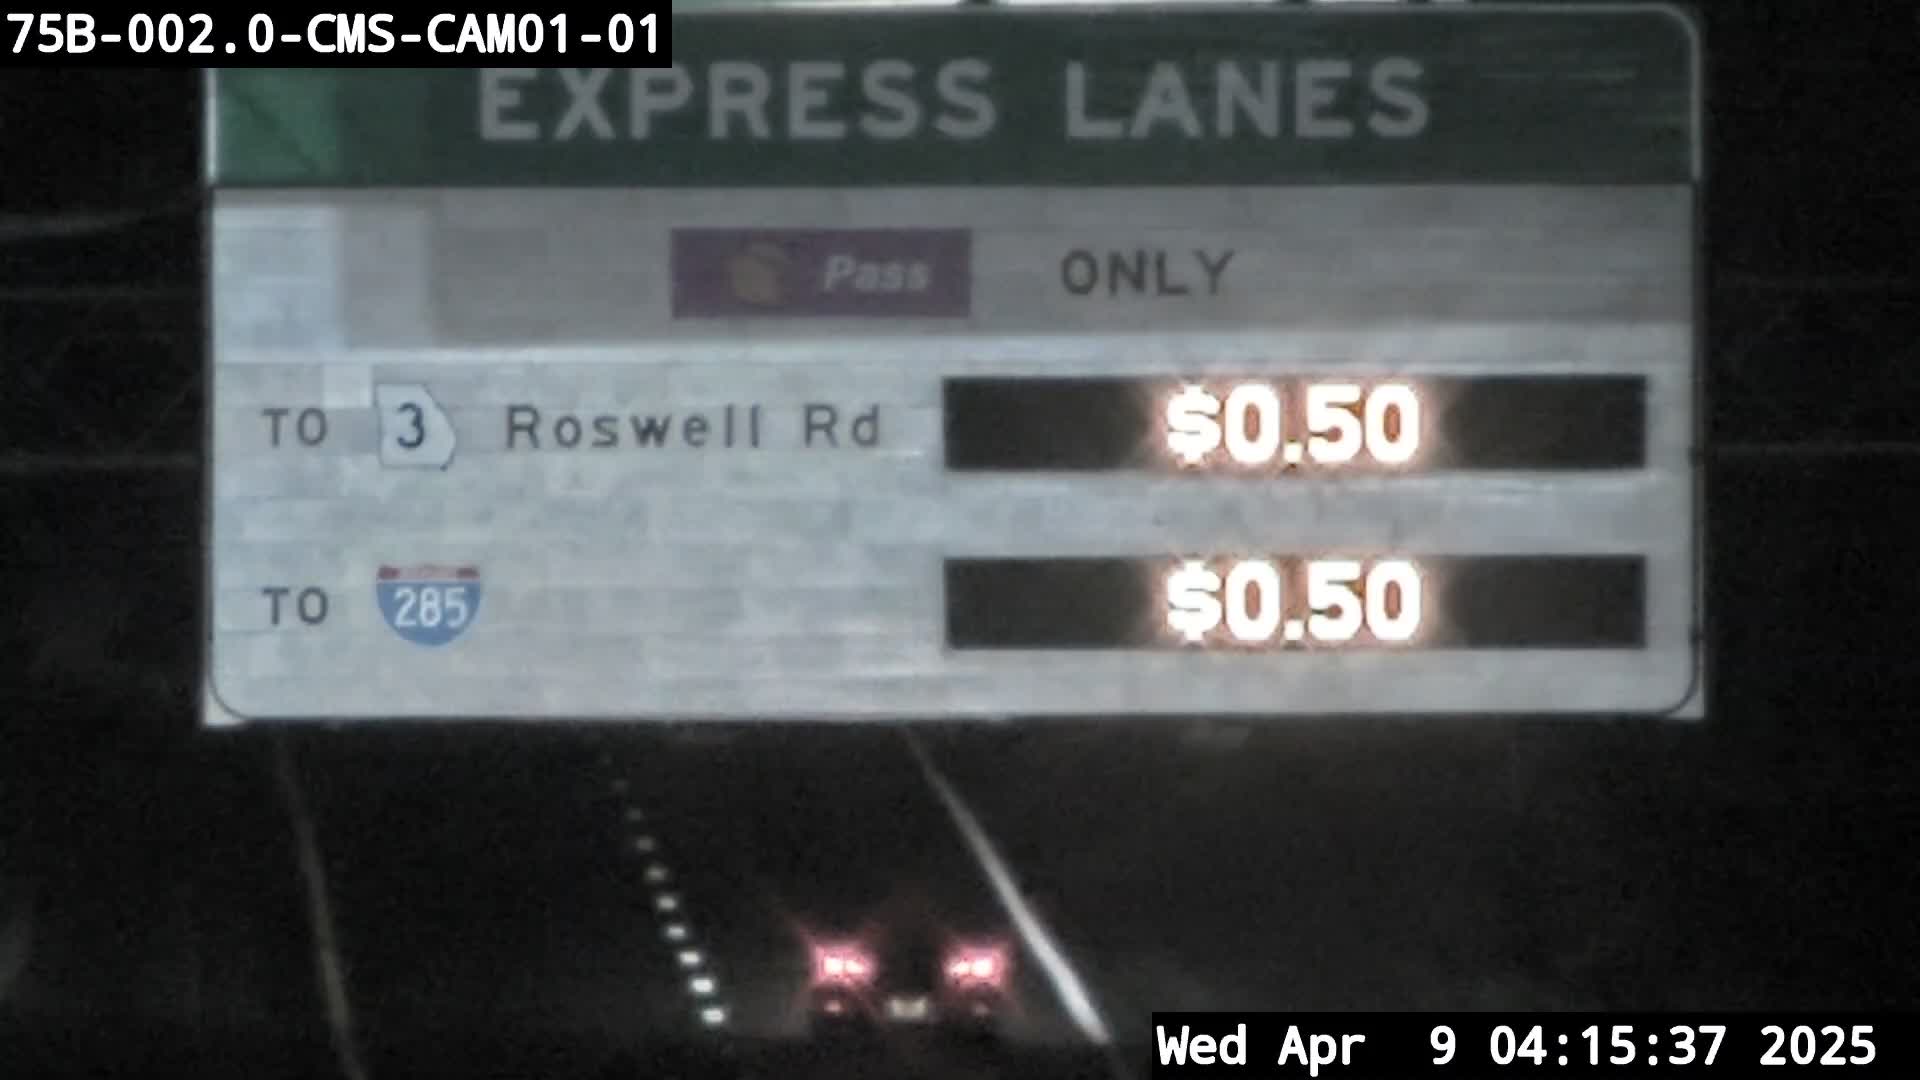 75B-002.0-CMS-CAM01-01
EXPRESS LANES
Pass ONLY
TO 3 Roswell Rd $0.50
TO 285 $0.50
Wed Apr 9 04:15:37 2025